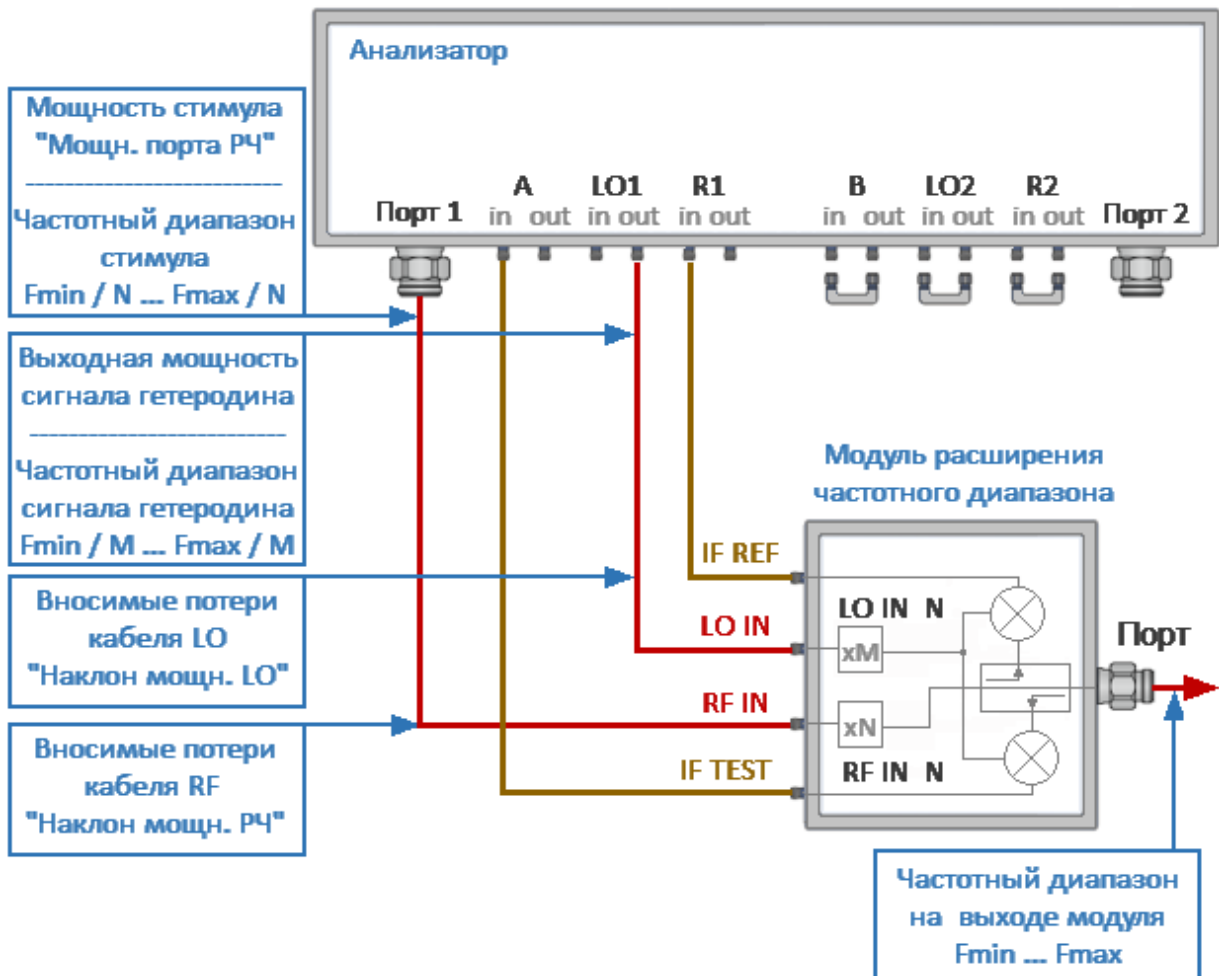 Анализатор
Мощность стимула
"Мощн. порта РЧ"
----------------------------
Частотный диапазон
стимула
Fmin / N ... Fmax / N
Порт 1
A
in out
LO1
in out
R1
in out
B
in out
LO2
in out
R2
in out
Порт 2
Выходная мощность
сигнала гетеродина
----------------------------
Частотный диапазон
сигнала гетеродина
Fmin / M ... Fmax / M
Вносимые потери
кабеля LO
"Наклон мощн. LO"
Вносимые потери
кабеля RF
"Наклон мощн. РЧ"
Модуль расширения
частотного диапазона
IF REF
LO IN
RF IN
IF TEST
LO IN N
xM
xN
RF IN N
Порт
Частотный диапазон
на выходе модуля
Fmin ... Fmax